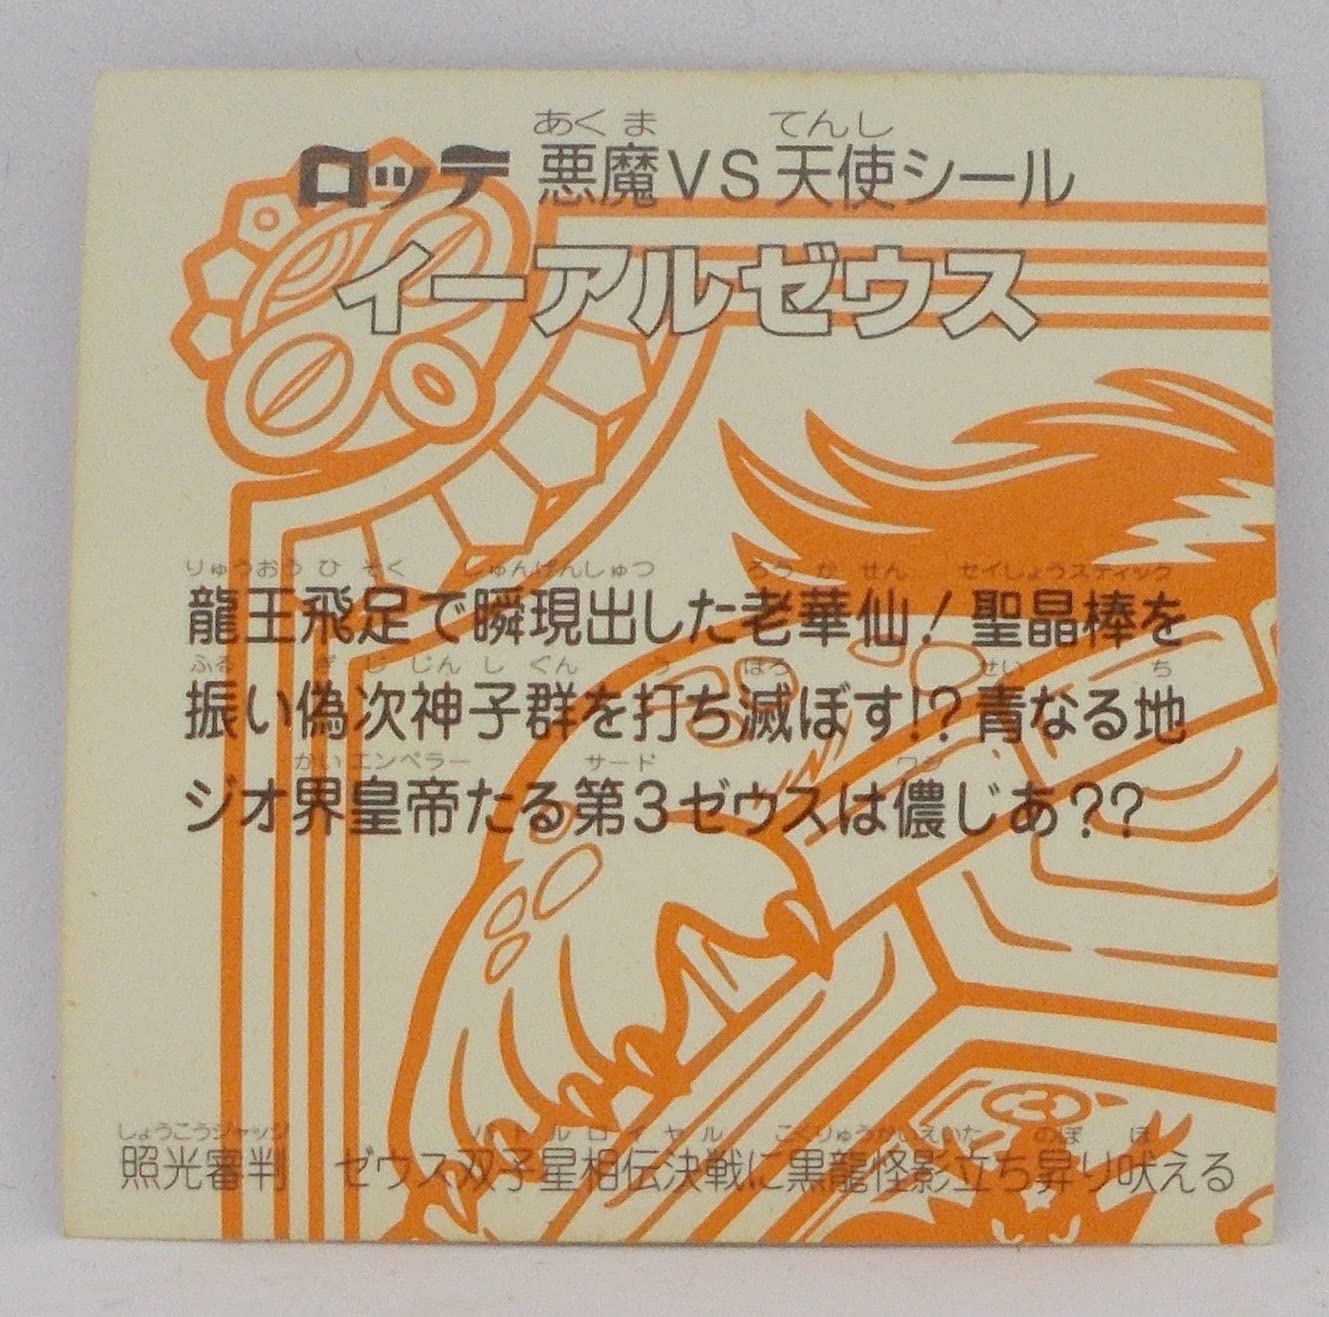 あくま てんし
ロッテ 悪魔VS天使シール
イーアルゼウス
りゅうおう ひ そく しゅんげんしゅつ ろう か せん セイしょうスティック
龍王飛足で瞬現出した老華仙!聖晶棒を
ふる ぎ じ じん し ぐん う ほろ せい ち
振い偽次神子群を打ち滅ぼす!?青なる地
かい エンペラー サード ワシ
ジオ界皇帝たる第3ゼウスは儂じあ??
しょうこうジャッジ バトルロイヤル こくりゅうかいえいた のぼ ほ
照光審判 ゼウス双子星相伝決戦に黒龍怪影立ち昇り吠える